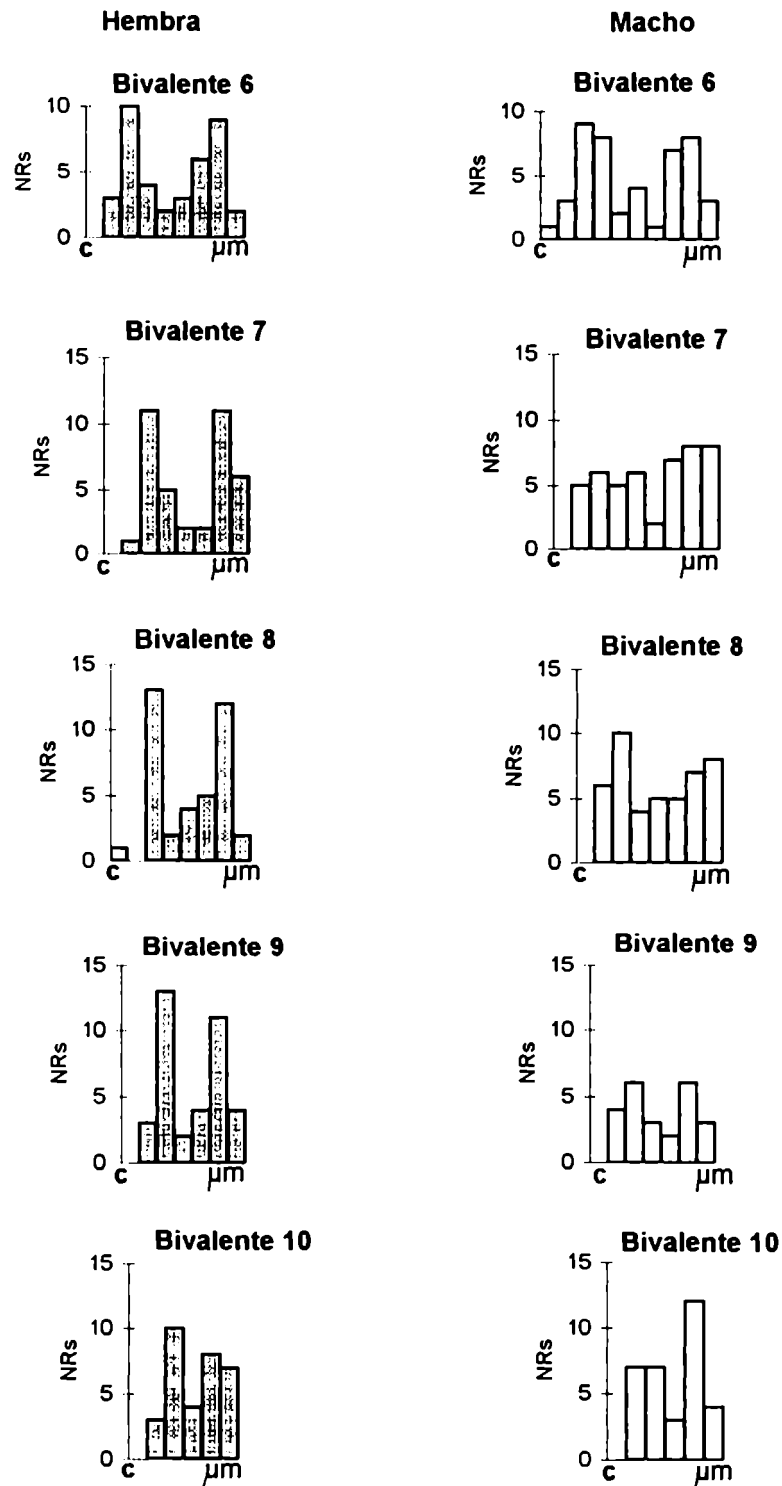 Hembra
Macho
Bivalente 6
10
5
0
NRs
c
µm
Bivalente 6
10
5
0
NRs
c
µm
Bivalente 7
15
10
5
0
NRs
c
µm
Bivalente 7
15
10
5
0
NRs
c
µm
Bivalente 8
15
10
5
0
NRs
c
µm
Bivalente 8
15
10
5
0
NRs
c
µm
Bivalente 9
15
10
5
0
NRs
c
µm
Bivalente 9
15
10
5
0
NRs
c
µm
Bivalente 10
15
10
5
0
NRs
c
µm
Bivalente 10
15
10
5
0
NRs
c
µm